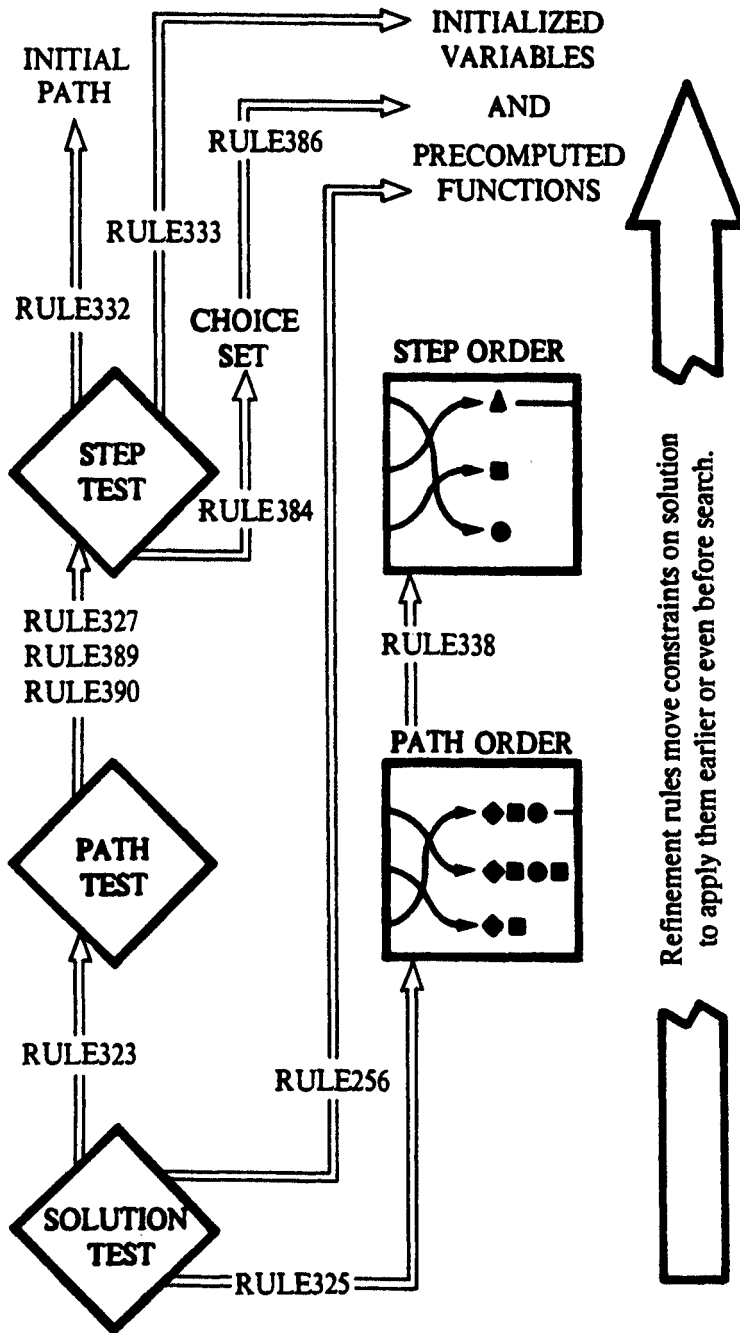 INITIALIZED
VARIABLES
INITIAL
PATH
AND
RULE386
PRECOMPUTED
FUNCTIONS
RULE333
RULE332
CHOICE
SET
STEP ORDER
STEP
TEST
RULE384
RULE327
RULE389
RULE390
RULE338
PATH ORDER
PATH
TEST
RULE323
RULE256
SOLUTION
TEST
RULE325
Refinement rules move constraints on solution
to apply them earlier or even before search.